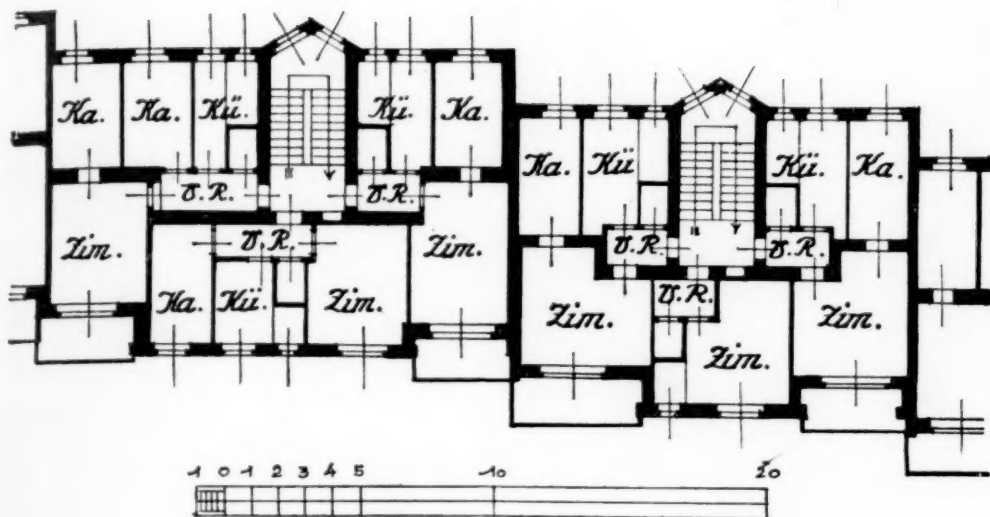 Ka. Ka. Kü. Kü. Ka.
Ka. Kü Kü. Ka.
V.R. V.R.
Zim. V.R. Zim.
V.R. V.R.
Ka. Kü. Zim.
Zim. V.R. Zim.
Zim.
1 0 1 2 3 4 5 10 20